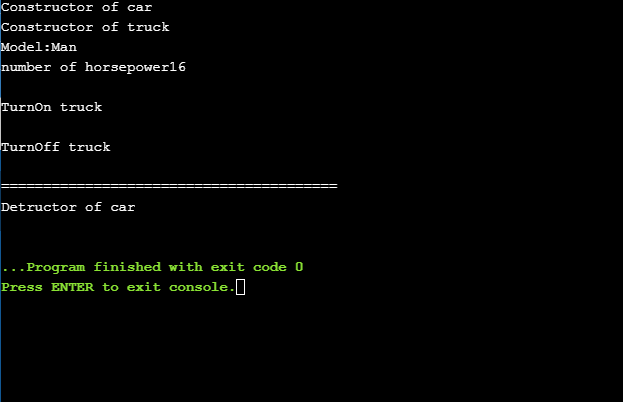 Constructor of car
Constructor of truck
Model:Man
number of horsepower16
TurnOn truck
TurnOff truck
========================================
Detructor of car
...Program finished with exit code 0
Press ENTER to exit console.